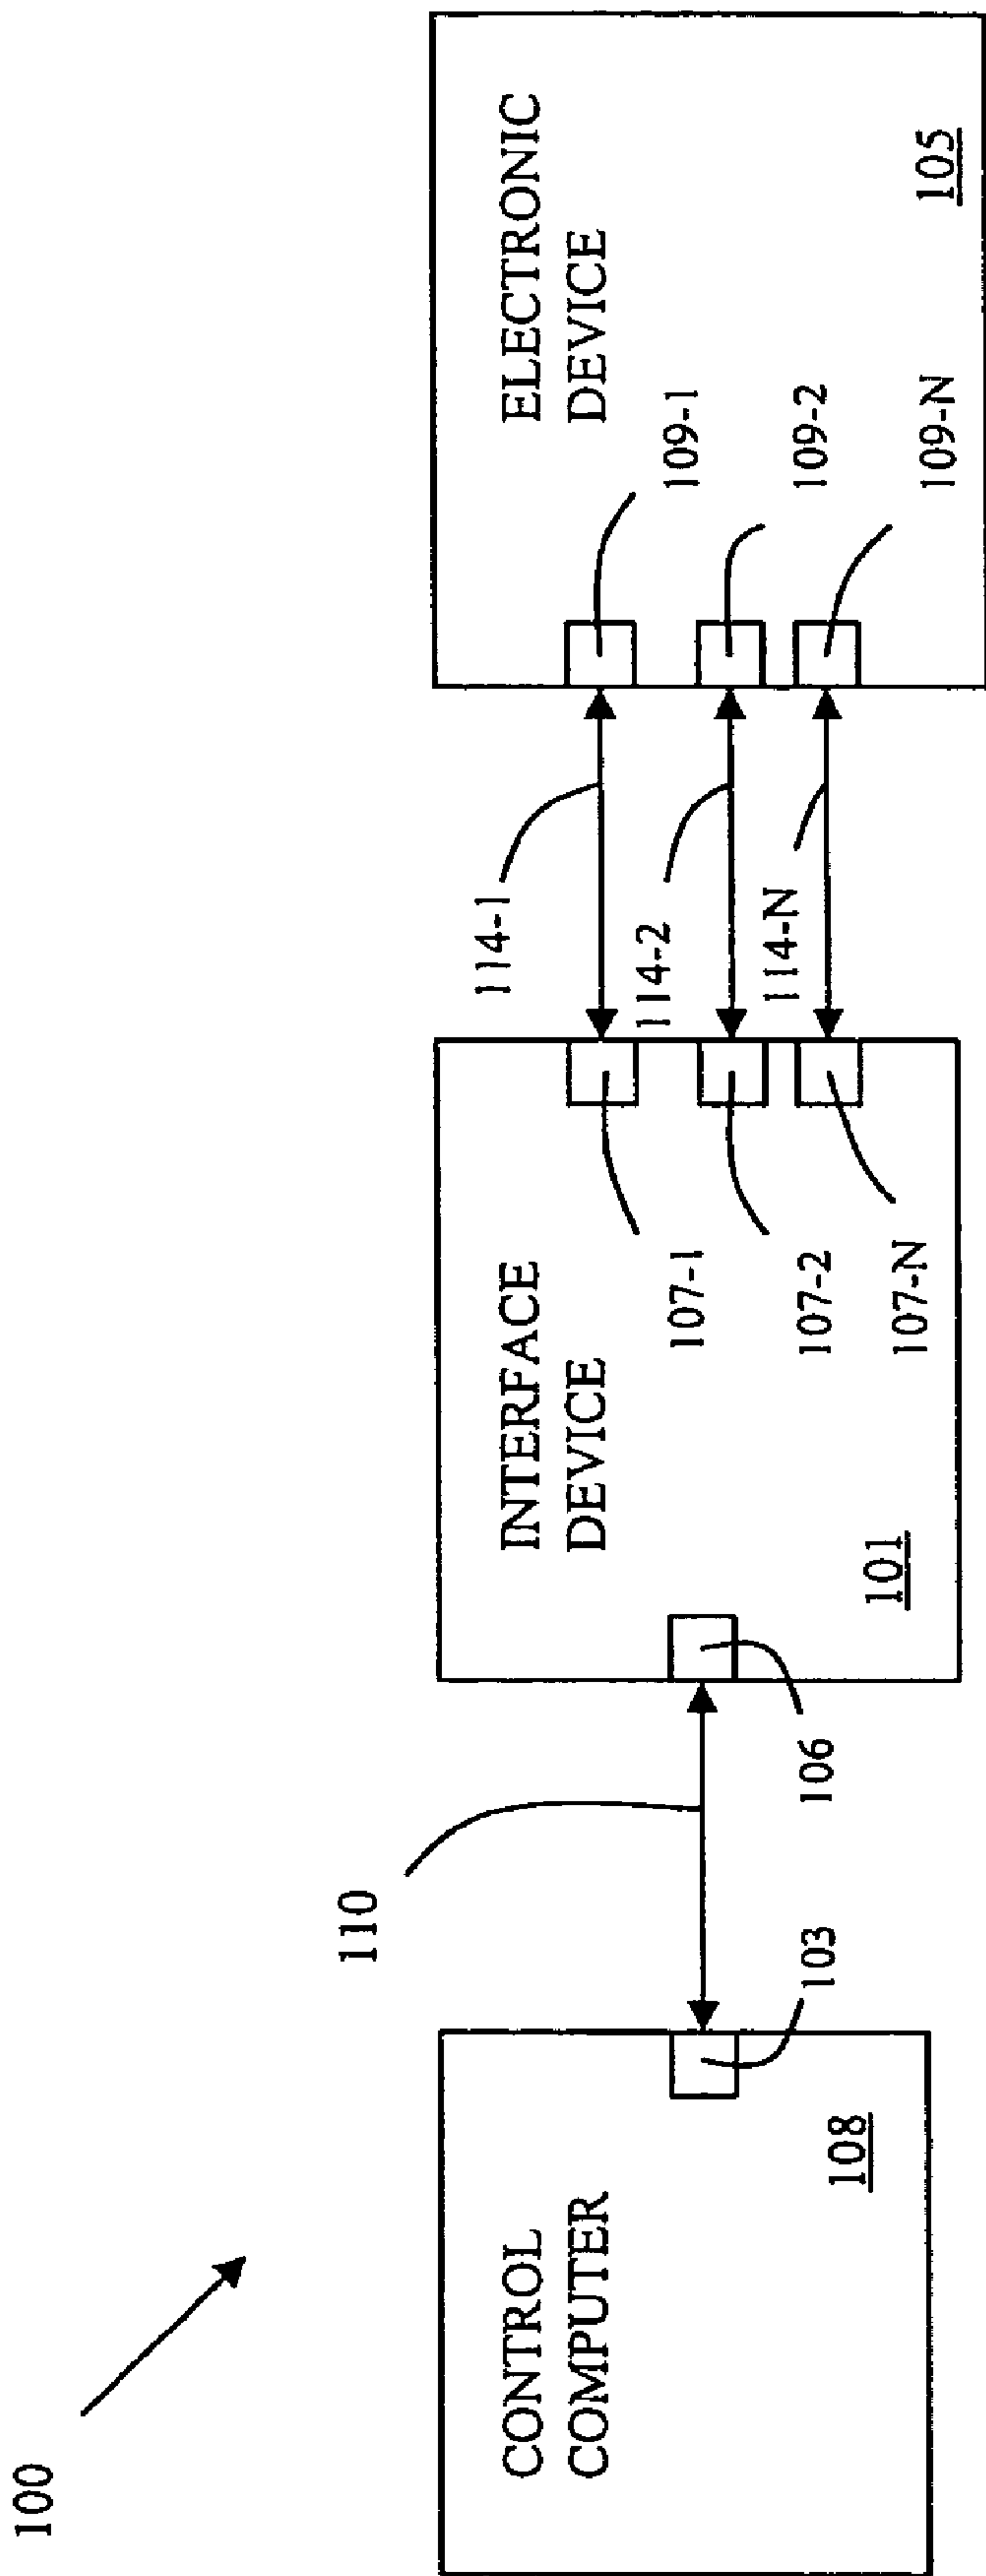 100
CONTROL
COMPUTER
108
103
110
106
INTERFACE
DEVICE
101
107-1
107-2
107-N
114-1
114-2
114-N
ELECTRONIC
DEVICE
109-1
109-2
109-N
105